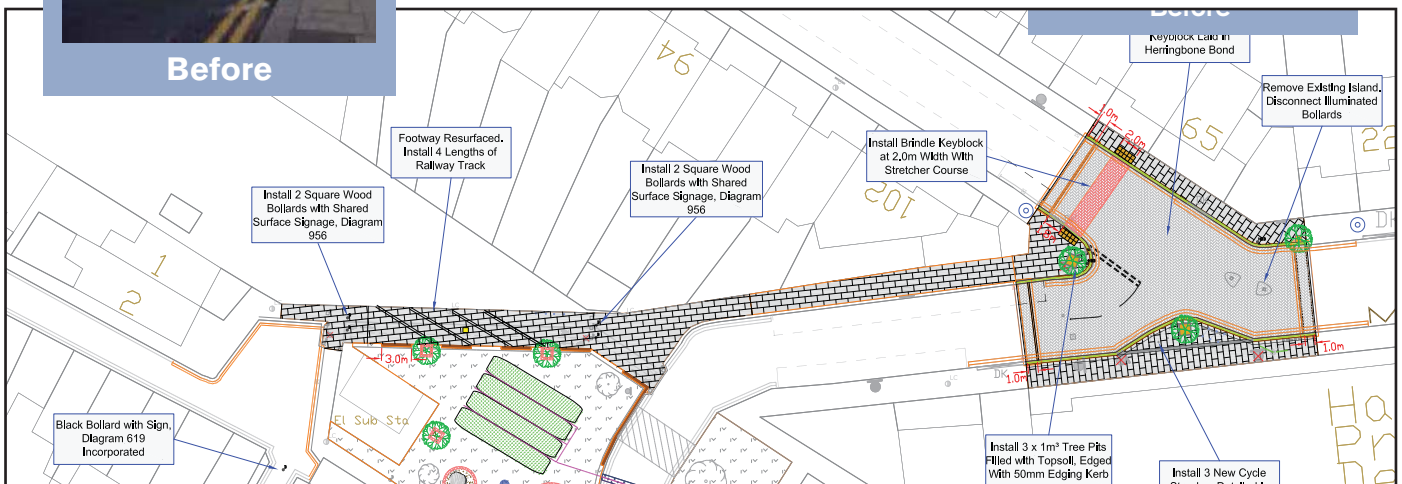 Before
Before
Keyblock Laid in
Herringbone Bond
Remove Existing Island.
Disconnect Illuminated
Bollards
Footway Resurfaced.
Install 4 Lengths of
Railway Track
Install Brindle Keyblock
at 2.0m Width With
Stretcher Course
Install 2 Square Wood
Bollards with Shared
Surface Signage, Diagram
956
Install 2 Square Wood
Bollards with Shared
Surface Signage, Diagram
956
94
102
65
22
1
2
1.0m
2.0m
DK
3.0m
1.0m
1.0m
DK
LC
LC
El Sub Sta
Black Bollard with Sign,
Diagram 619
Incorporated
Install 3 x 1m³ Tree Pits
Filled with Topsoil, Edged
With 50mm Edging Kerb
Install 3 New Cycle
Ha